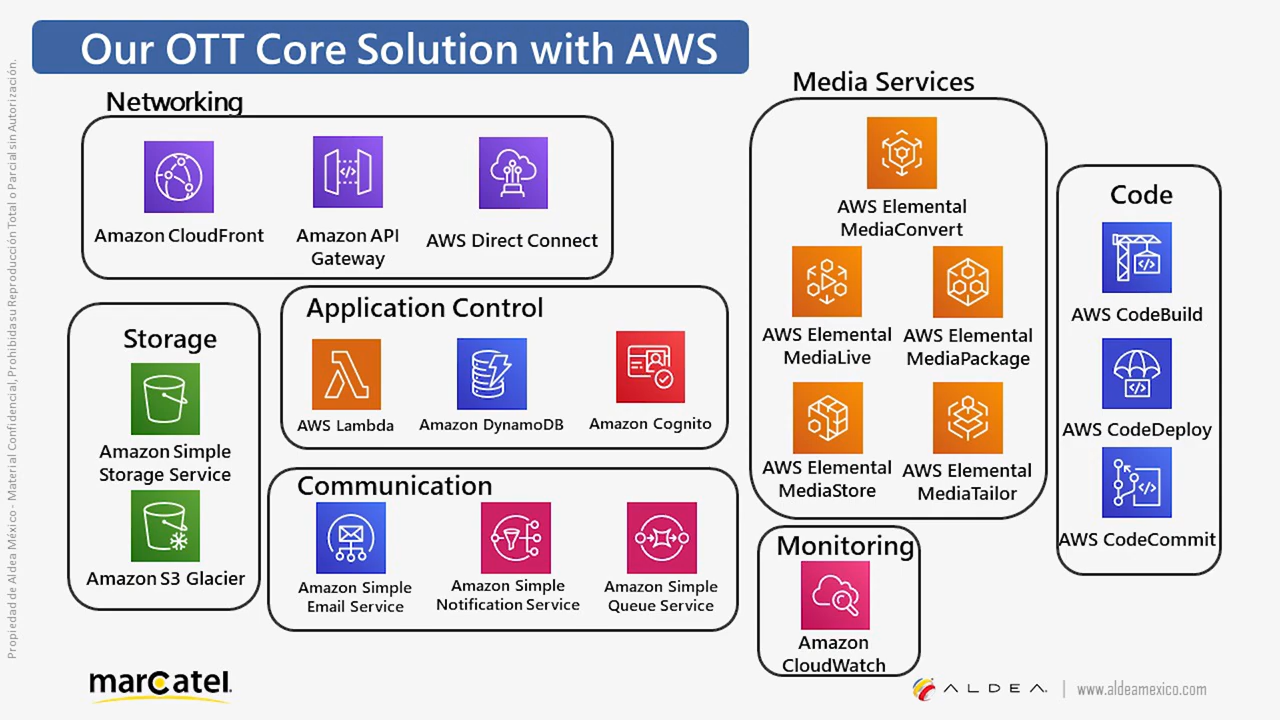 Our OTT Core Solution with AWS
Propiedad de Aldea México - Material Confidencial, Prohibida su Reproducción Total o Parcial sin Autorización.
Networking
Amazon CloudFront
Amazon API
Gateway
AWS Direct Connect
Storage
Amazon Simple
Storage Service
Amazon S3 Glacier
Application Control
AWS Lambda
Amazon DynamoDB
Amazon Cognito
Communication
Amazon Simple
Email Service
Amazon Simple
Notification Service
Amazon Simple
Queue Service
Media Services
AWS Elemental
MediaConvert
AWS Elemental
MediaLive
AWS Elemental
MediaPackage
AWS Elemental
MediaStore
AWS Elemental
MediaTailor
Monitoring
Amazon
CloudWatch
Code
AWS CodeBuild
AWS CodeDeploy
AWS CodeCommit
marcatel.
ALDEA.
www.aldeamexico.com